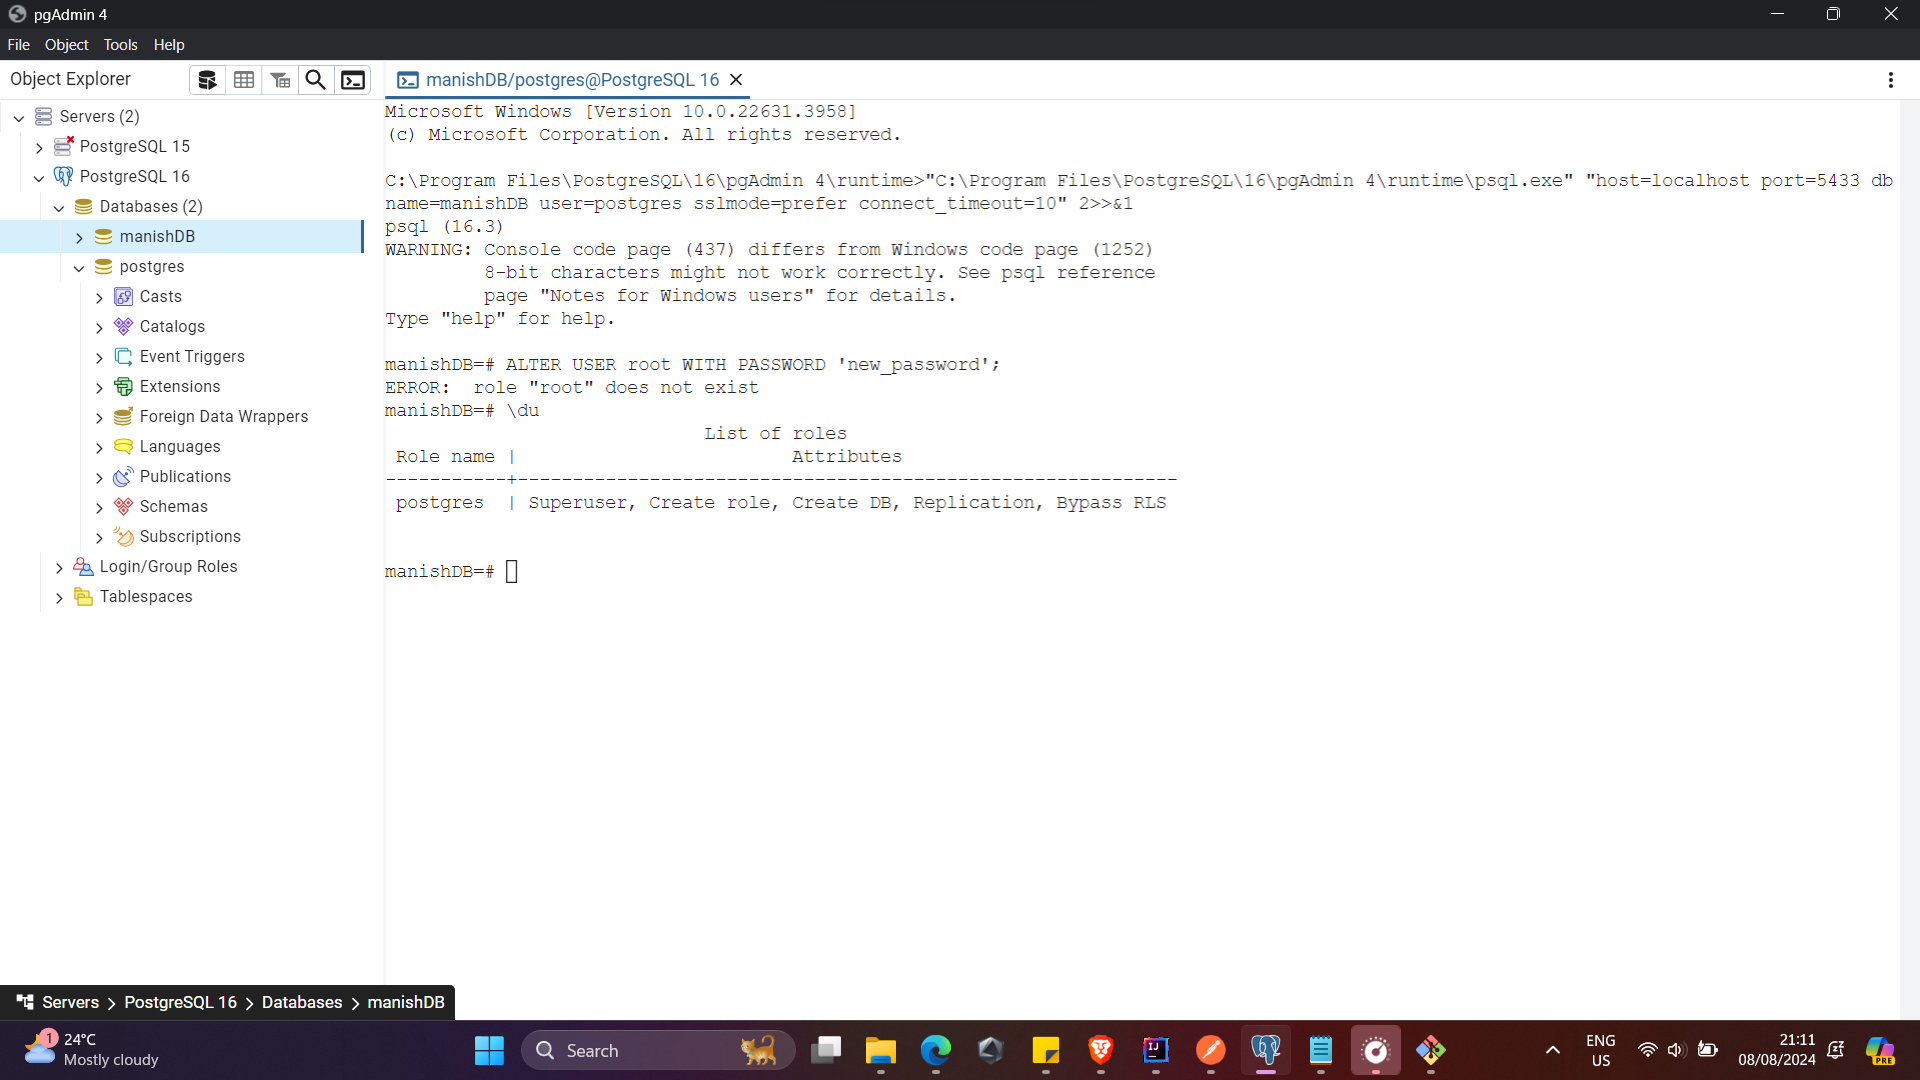 pgAdmin 4
File Object Tools Help
Object Explorer
manishDB/postgres@PostgreSQL 16
Servers (2)
PostgreSQL 15
PostgreSQL 16
Databases (2)
manishDB
postgres
Casts
Catalogs
Event Triggers
Extensions
Foreign Data Wrappers
Languages
Publications
Schemas
Subscriptions
Login/Group Roles
Tablespaces
Microsoft Windows [Version 10.0.22631.3958]
(c) Microsoft Corporation. All rights reserved.
C:\Program Files\PostgreSQL\16\pgAdmin 4\runtime>"C:\Program Files\PostgreSQL\16\pgAdmin 4\runtime\psql.exe" "host=localhost port=5433 db
name=manishDB user=postgres sslmode=prefer connect_timeout=10" 2>>&1
psql (16.3)
WARNING: Console code page (437) differs from Windows code page (1252)
8-bit characters might not work correctly. See psql reference
page "Notes for Windows users" for details.
Type "help" for help.
manishDB=# ALTER USER root WITH PASSWORD 'new_password';
ERROR:  role "root" does not exist
manishDB=# \du
List of roles
Role name | Attributes
-----------+------------------------------------------------------------
postgres | Superuser, Create role, Create DB, Replication, Bypass RLS
manishDB=#
Servers > PostgreSQL 16 > Databases > manishDB
1
24°C
Mostly cloudy
Search
IJ
ENG
US
21:11
08/08/2024
PRE